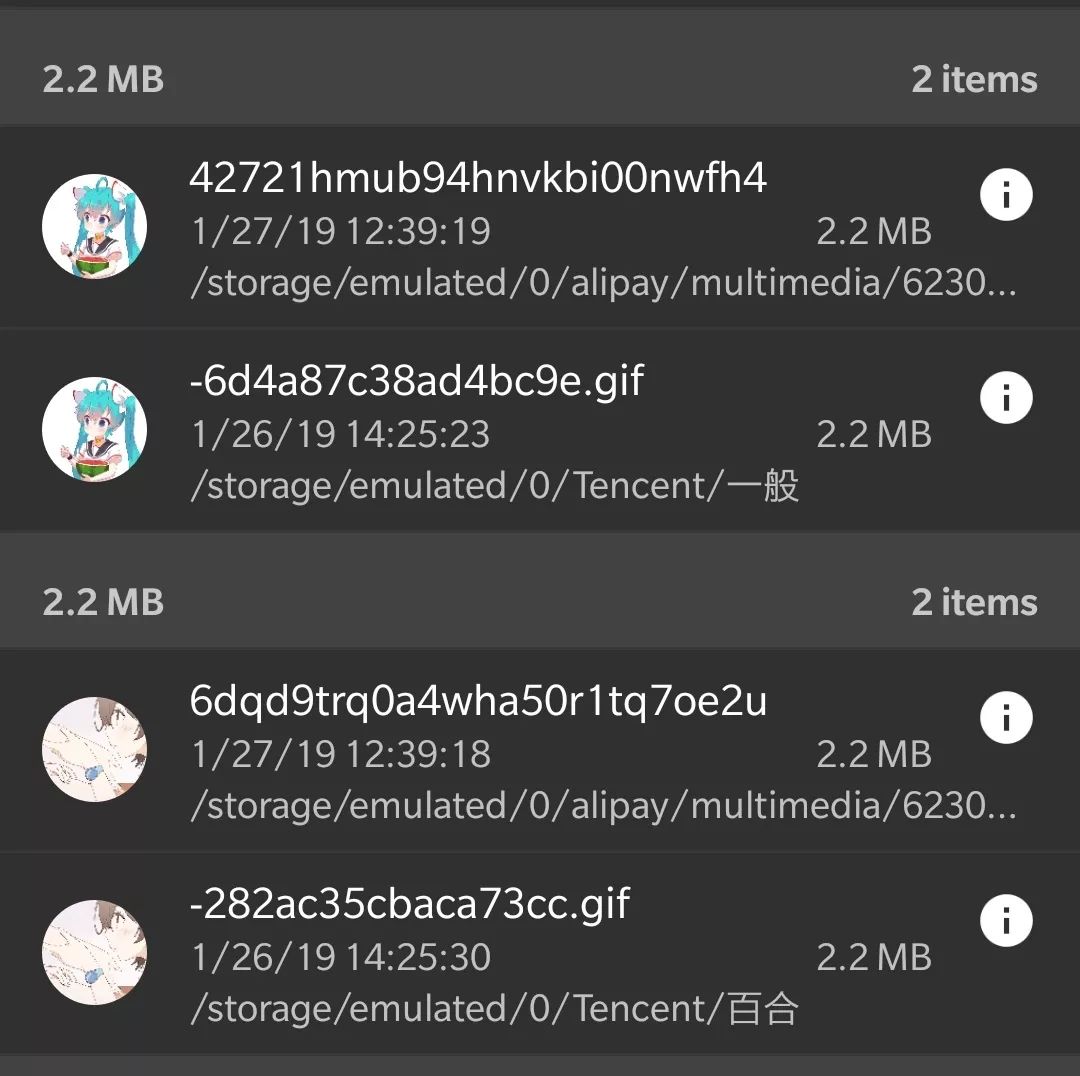 2.2 MB 2 items
42721hmub94hnvkbi00nwfh4
1/27/19 12:39:19 2.2 MB
/storage/emulated/0/alipay/multimedia/6230...
-6d4a87c38ad4bc9e.gif
1/26/19 14:25:23 2.2 MB
/storage/emulated/0/Tencent/一般
2.2 MB 2 items
6dqd9trq0a4wha50r1tq7oe2u
1/27/19 12:39:18 2.2 MB
/storage/emulated/0/alipay/multimedia/6230...
-282ac35cbaca73cc.gif
1/26/19 14:25:30 2.2 MB
/storage/emulated/0/Tencent/百合